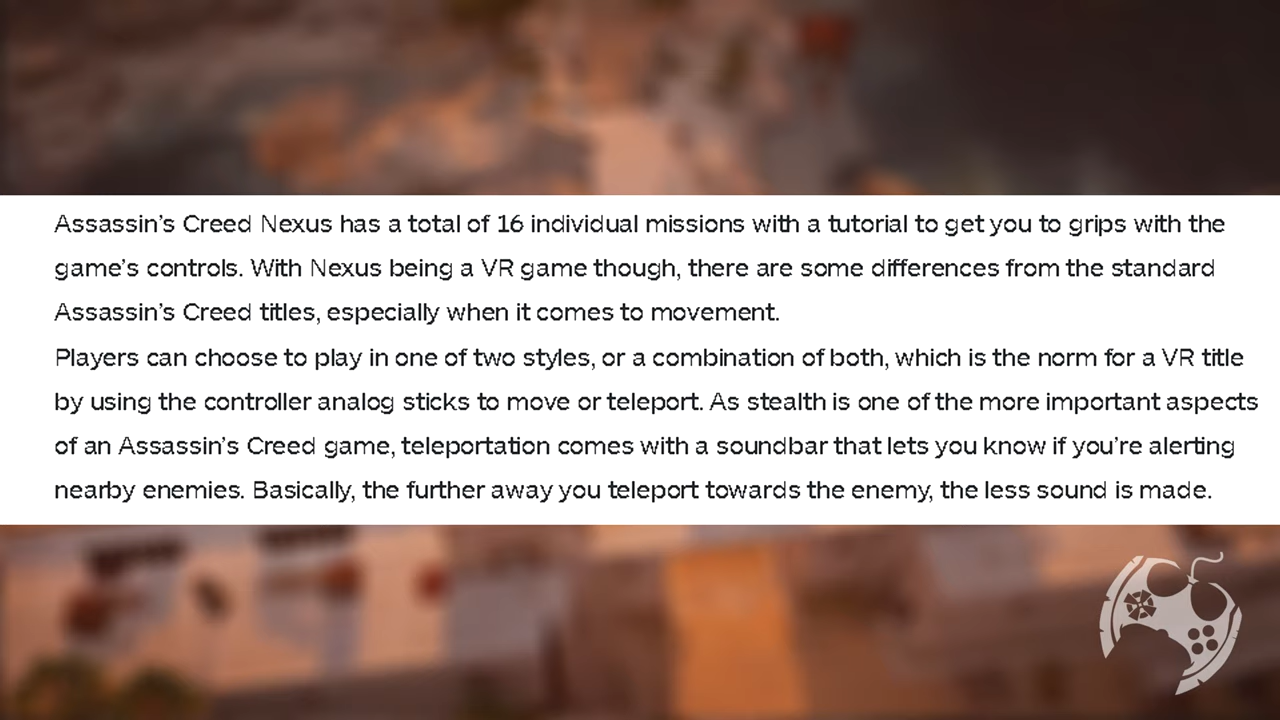 Assassin's Creed Nexus has a total of 16 individual missions with a tutorial to get you to grips with the
game's controls. With Nexus being a VR game though, there are some differences from the standard
Assassin's Creed titles, especially when it comes to movement.
Players can choose to play in one of two styles, or a combination of both, which is the norm for a VR title
by using the controller analog sticks to move or teleport. As stealth is one of the more important aspects
of an Assassin's Creed game, teleportation comes with a soundbar that lets you know if you're alerting
nearby enemies. Basically, the further away you teleport towards the enemy, the less sound is made.